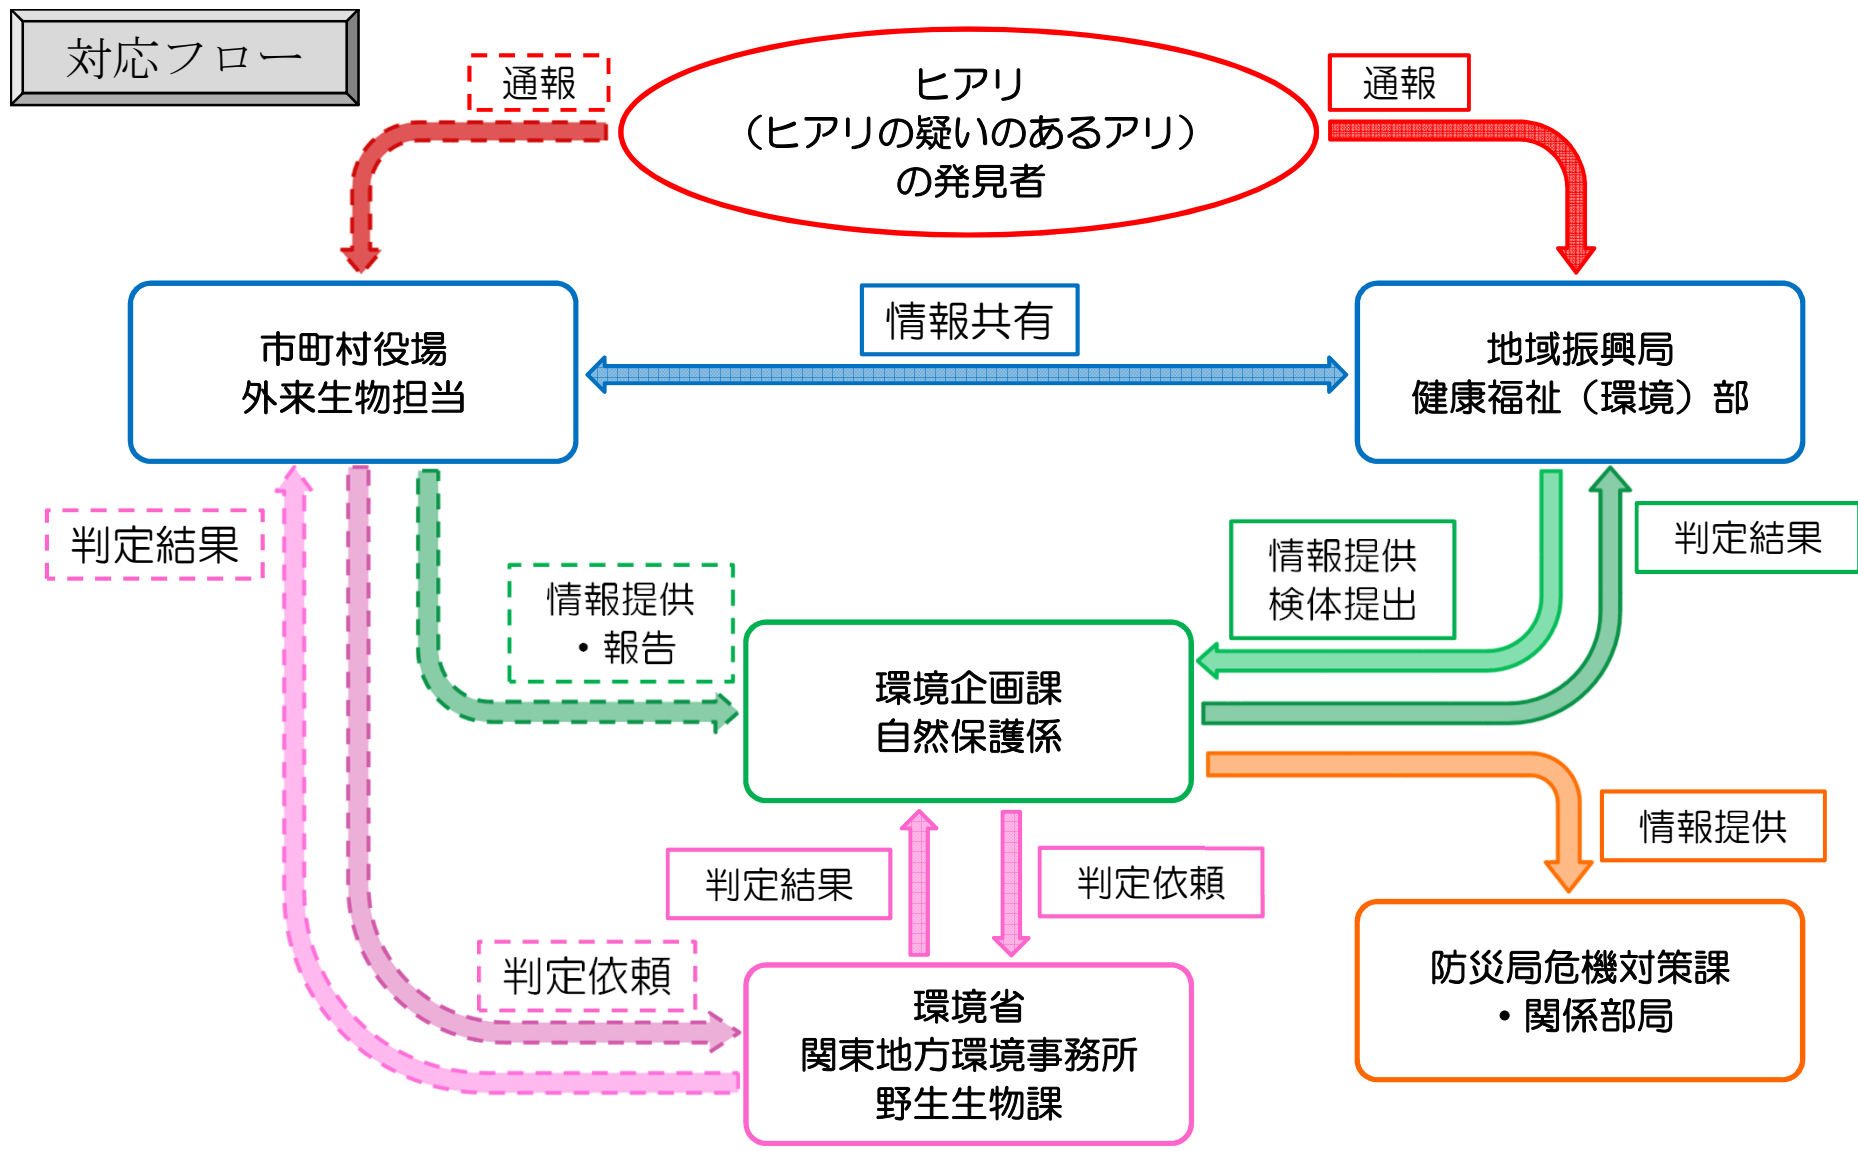 対応フロー
通報
ヒアリ
（ヒアリの疑いのあるアリ）
の発見者
通報
市町村役場
外来生物担当
情報共有
地域振興局
健康福祉（環境）部
判定結果
情報提供
・報告
情報提供
検体提出
判定結果
環境企画課
自然保護係
情報提供
判定結果
判定依頼
判定依頼
環境省
関東地方環境事務所
野生生物課
防災局危機対策課
・関係部局